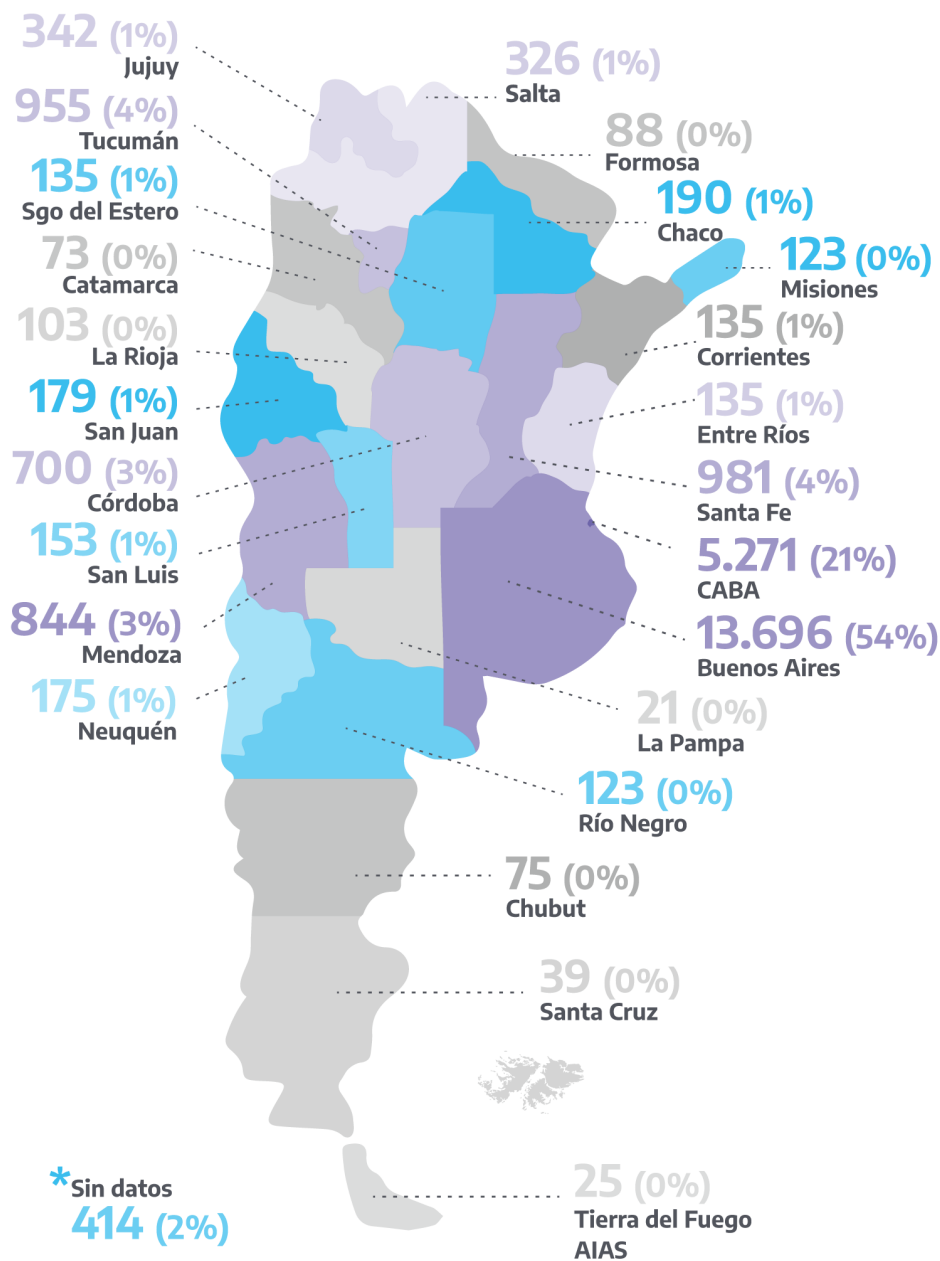 342 (1%)
Jujuy
955 (4%)
Tucumán
135 (1%)
Sgo del Estero
73 (0%)
Catamarca
103 (0%)
La Rioja
179 (1%)
San Juan
700 (3%)
Córdoba
153 (1%)
San Luis
844 (3%)
Mendoza
175 (1%)
Neuquén
326 (1%)
Salta
88 (0%)
Formosa
190 (1%)
Chaco
123 (0%)
Misiones
135 (1%)
Corrientes
135 (1%)
Entre Ríos
981 (4%)
Santa Fe
5.271 (21%)
CABA
13.696 (54%)
Buenos Aires
21 (0%)
La Pampa
123 (0%)
Río Negro
75 (0%)
Chubut
39 (0%)
Santa Cruz
25 (0%)
Tierra del Fuego
AIAS
*Sin datos
414 (2%)